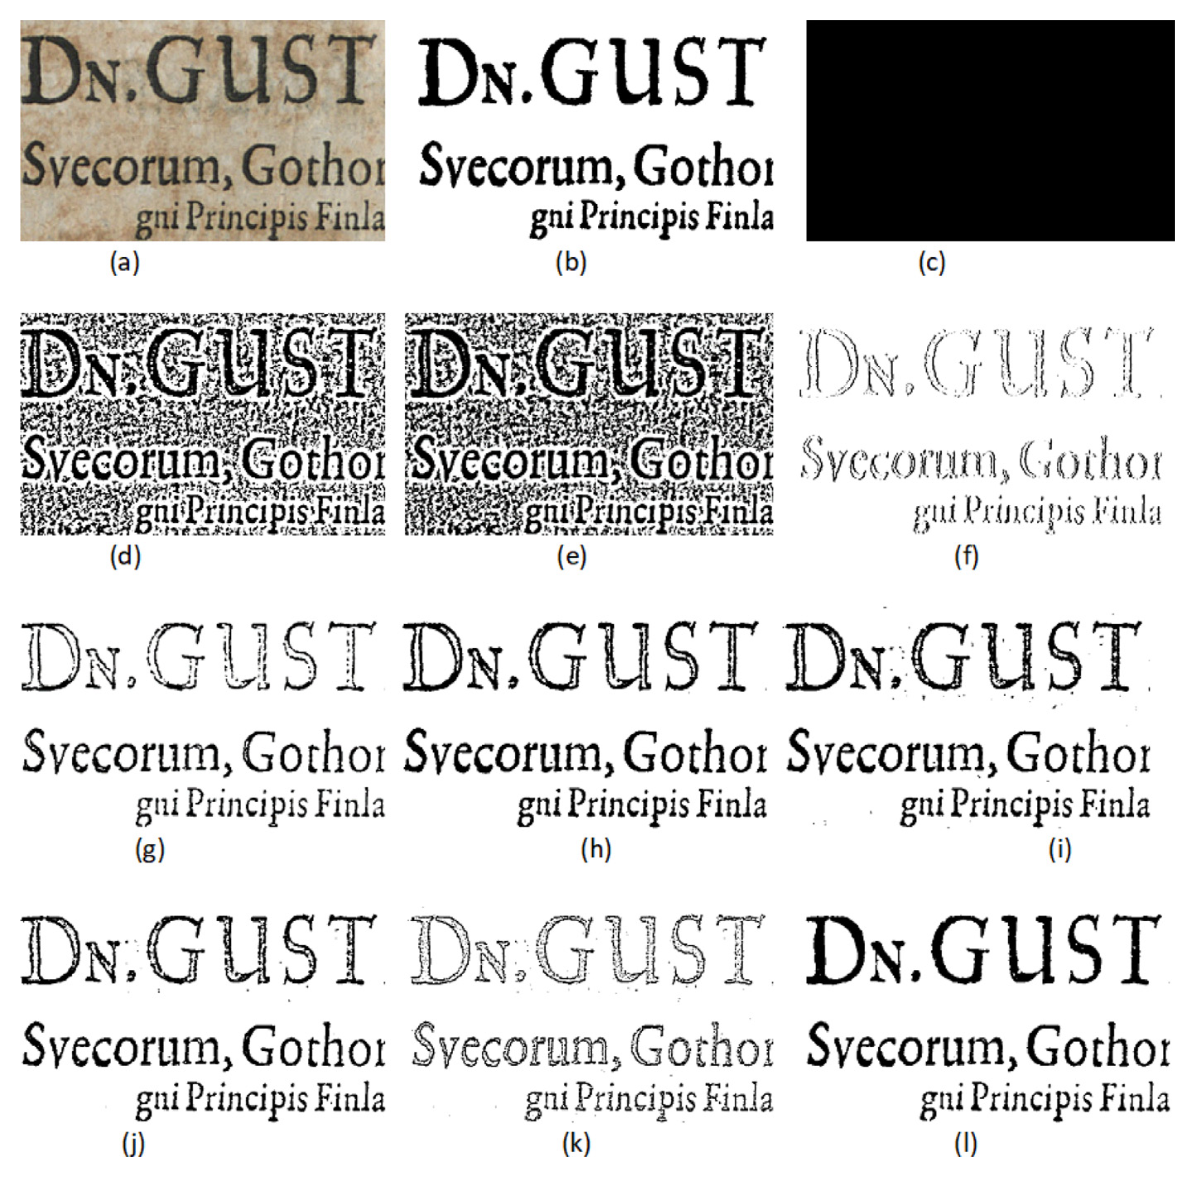 DN. GUST DN. GUST
Svecorum, Gothor Svecorum, Gothor
gni Principis Finla gni Principis Finla
(a) (b) (c)
DN. GUST DN. GUST DN. GUST
Svecorum, Gothor Svecorum, Gothor Svecorum, Gothor
gni Principis Finla gni Principis Finla gni Principis Finla
(d) (e) (f)
DN. GUST DN. GUST DN. GUST
Svecorum, Gothor Svecorum, Gothor Svecorum, Gothor
gni Principis Finla gni Principis Finla gni Principis Finla
(g) (h) (i)
DN. GUST DN. GUST DN. GUST
Svecorum, Gothor Svecorum, Gothor Svecorum, Gothor
gni Principis Finla gni Principis Finla gni Principis Finla
(j) (k) (l)